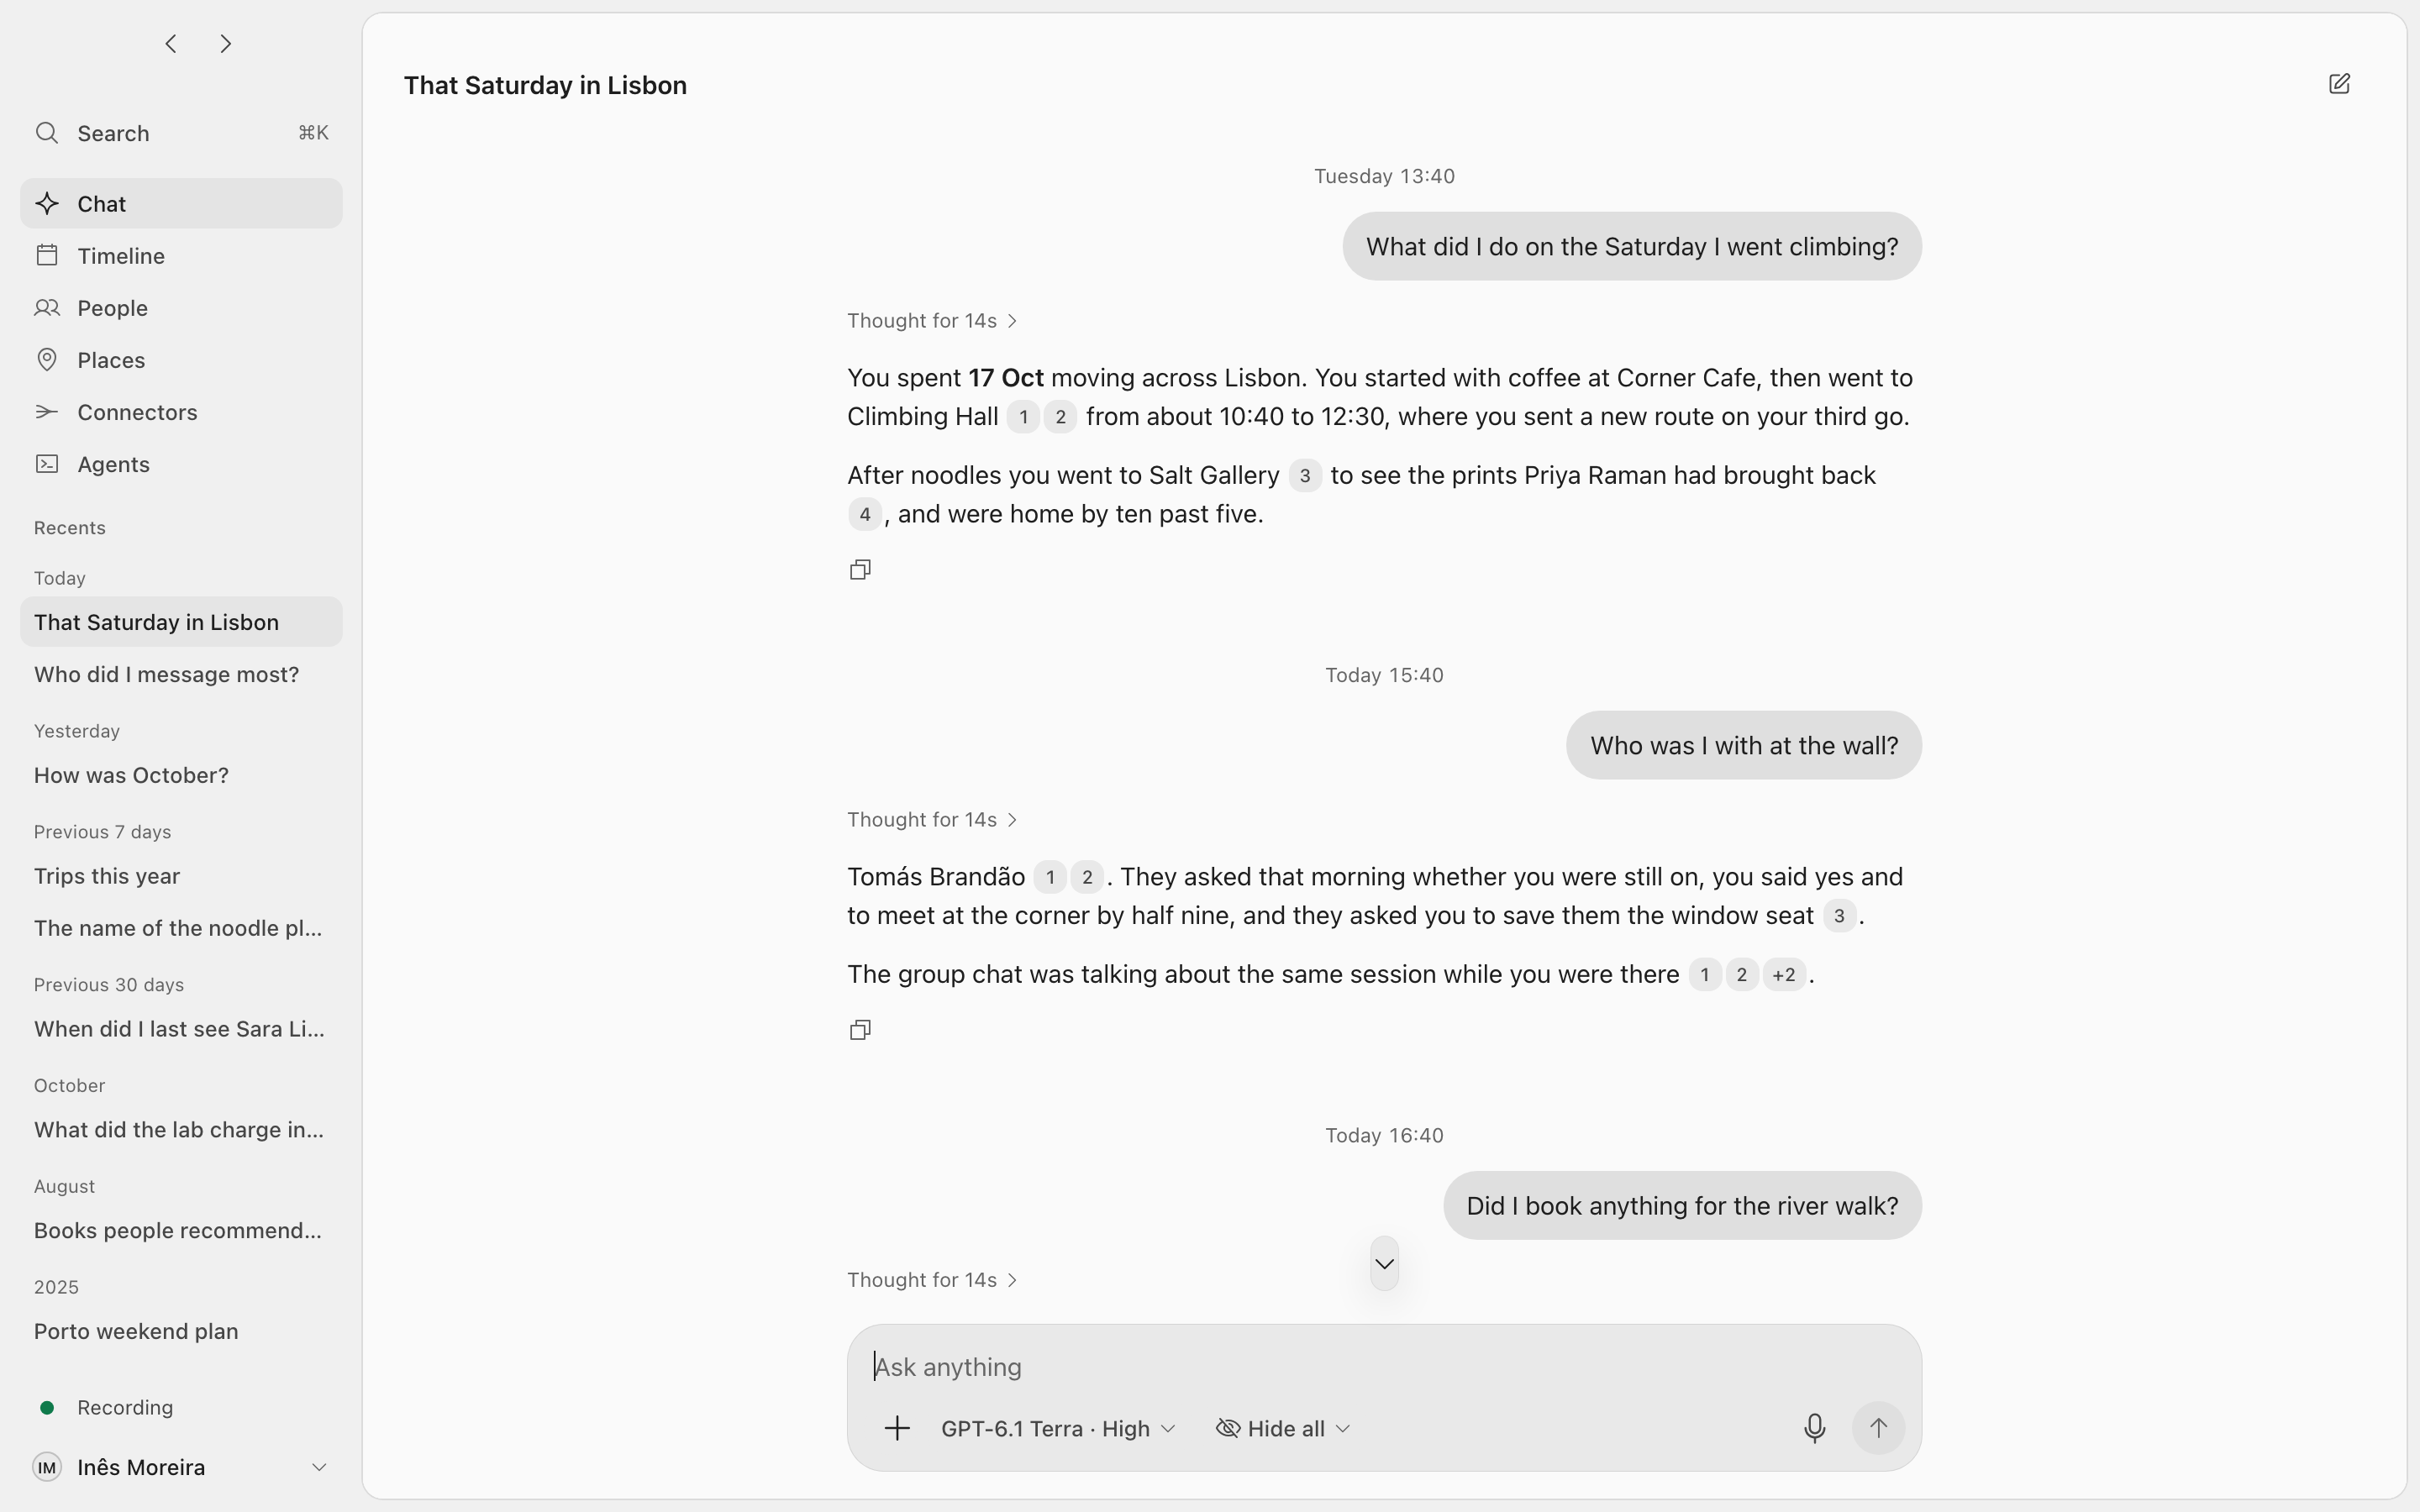 Search ⌘K
Chat
Timeline
People
Places
Connectors
Agents
Recents
Today
That Saturday in Lisbon
Who did I message most?
Yesterday
How was October?
Previous 7 days
Trips this year
The name of the noodle pl...
Previous 30 days
When did I last see Sara Li...
October
What did the lab charge in...
August
Books people recommend...
2025
Porto weekend plan
Recording
IM Inês Moreira
That Saturday in Lisbon
Tuesday 13:40
What did I do on the Saturday I went climbing?
Thought for 14s
You spent 17 Oct moving across Lisbon. You started with coffee at Corner Cafe, then went to
Climbing Hall 1 2 from about 10:40 to 12:30, where you sent a new route on your third go.
After noodles you went to Salt Gallery 3 to see the prints Priya Raman had brought back
4 , and were home by ten past five.
Today 15:40
Who was I with at the wall?
Thought for 14s
Tomás Brandão 1 2 . They asked that morning whether you were still on, you said yes and
to meet at the corner by half nine, and they asked you to save them the window seat 3 .
The group chat was talking about the same session while you were there 1 2 +2 .
Today 16:40
Did I book anything for the river walk?
Thought for 14s
Ask anything
GPT-6.1 Terra · High Hide all